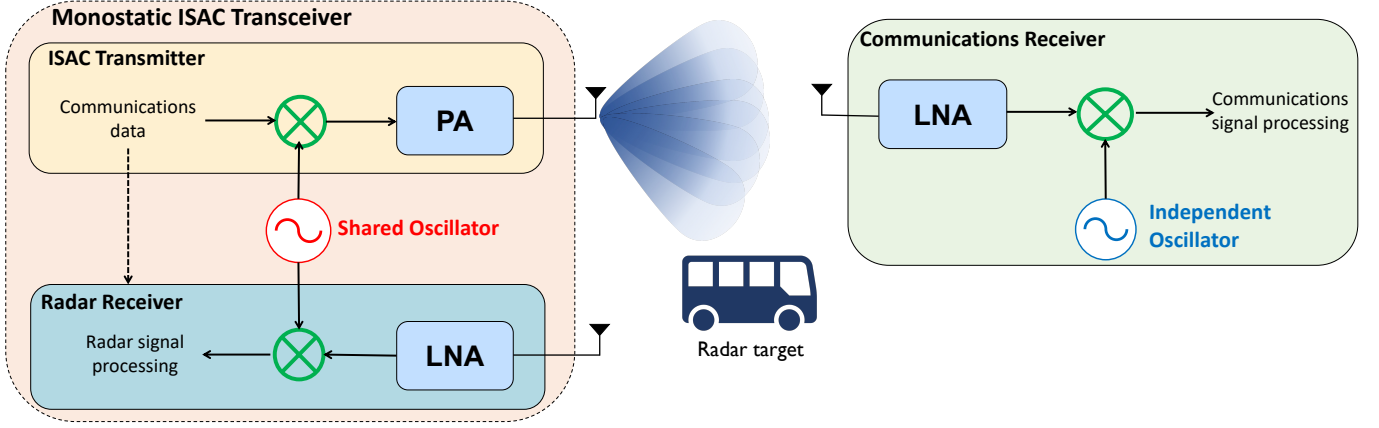 Monostatic ISAC Transceiver
ISAC Transmitter
Communications
data
PA
Shared Oscillator
Radar Receiver
Radar signal
processing
LNA
Radar target
Communications Receiver
LNA
Communications
signal processing
Independent
Oscillator